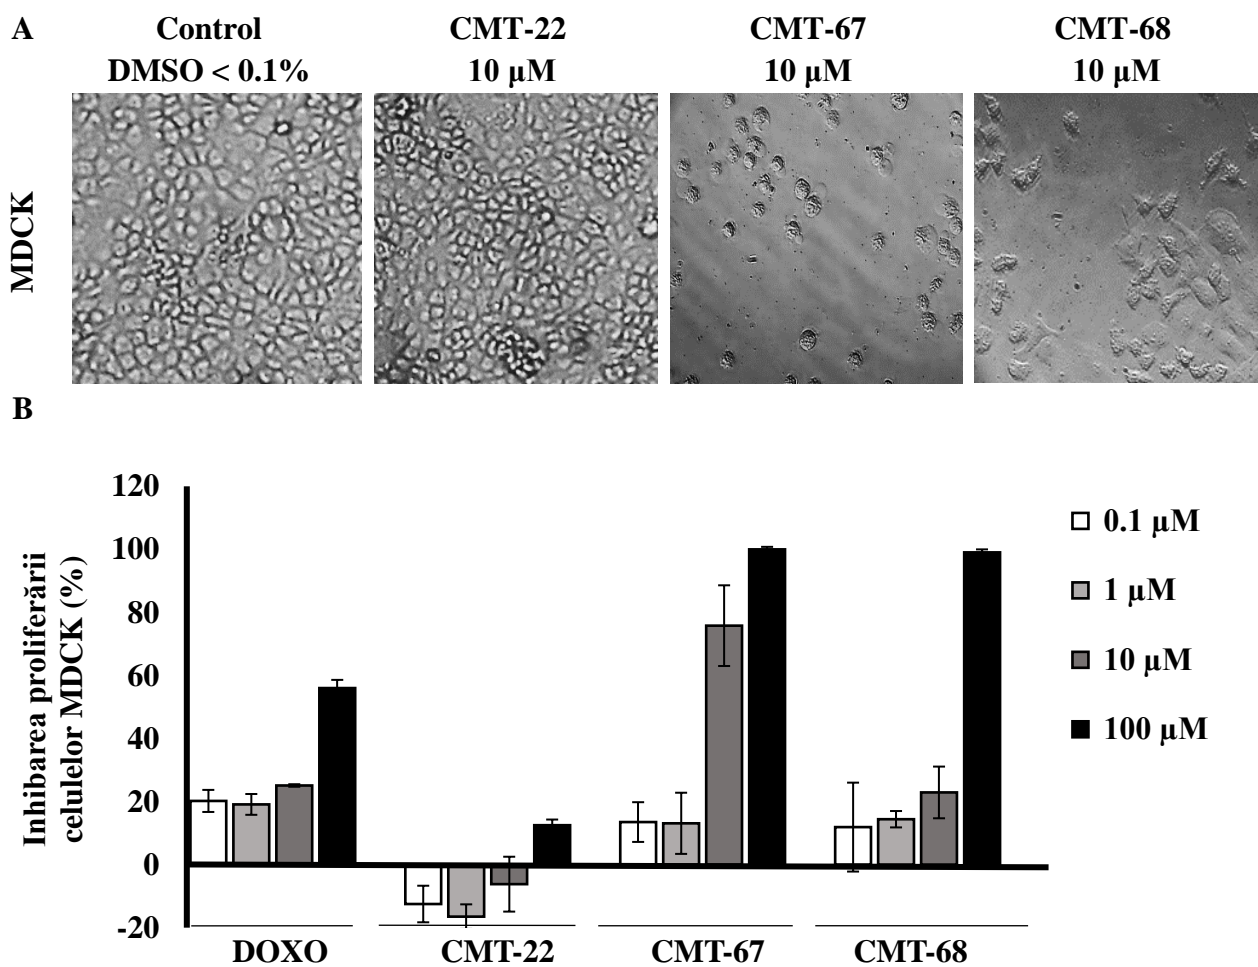 A
Control
DMSO < 0.1%
CMT-22
10 µM
CMT-67
10 µM
CMT-68
10 µM
MDCK
B
Inhibarea proliferării
celulelor MDCK (%)
120
100
80
60
40
20
0
-20
DOXO
CMT-22
CMT-67
CMT-68
0.1 µM
1 µM
10 µM
100 µM